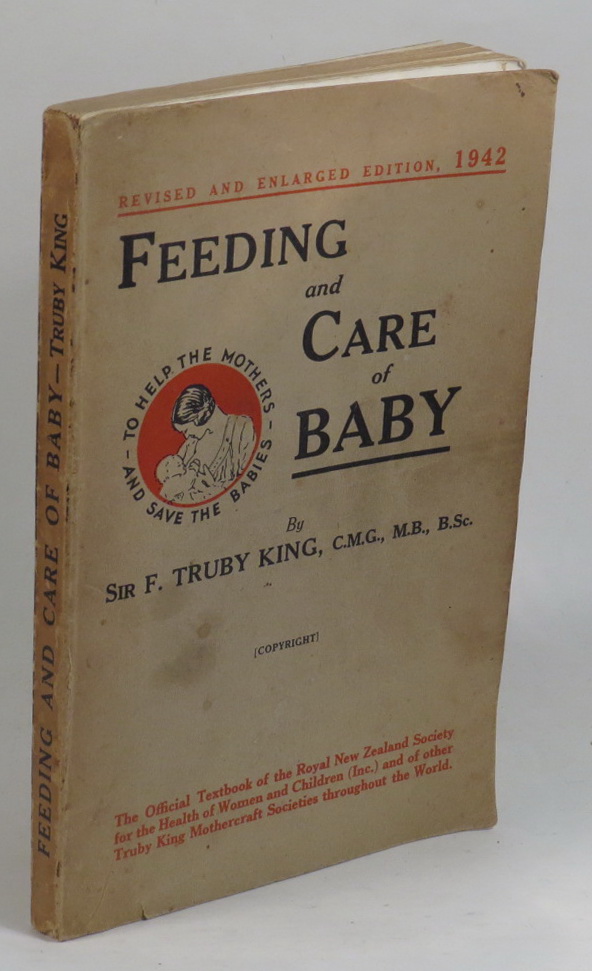 REVISED AND ENLARGED EDITION, 1942
FEEDING
and
CARE
of
BABY
- TO HELP THE MOTHERS -
AND SAVE THE BABIES
By
SIR F. TRUBY KING, C.M.G., M.B., B.Sc.
[COPYRIGHT]
The Official Textbook of the Royal New Zealand Society
for the Health of Women and Children (Inc.) and of other
Truby King Mothercraft Societies throughout the World.
FEEDING AND CARE OF BABY—TRUBY KING